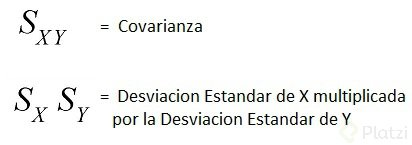 S_XY = Covarianza
S_X S_Y = Desviacion Estandar de X multiplicada
por la Desviacion Estandar de Y
Platzi